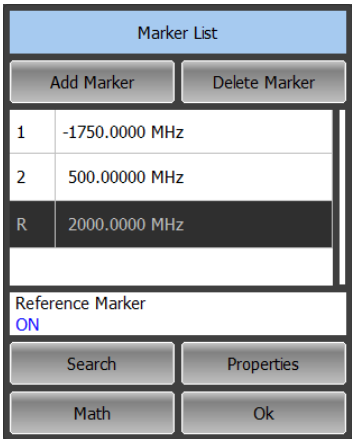 Marker List
Add Marker Delete Marker
1 -1750.0000 MHz
2 500.00000 MHz
R 2000.0000 MHz
Reference Marker
ON
Search Properties
Math Ok